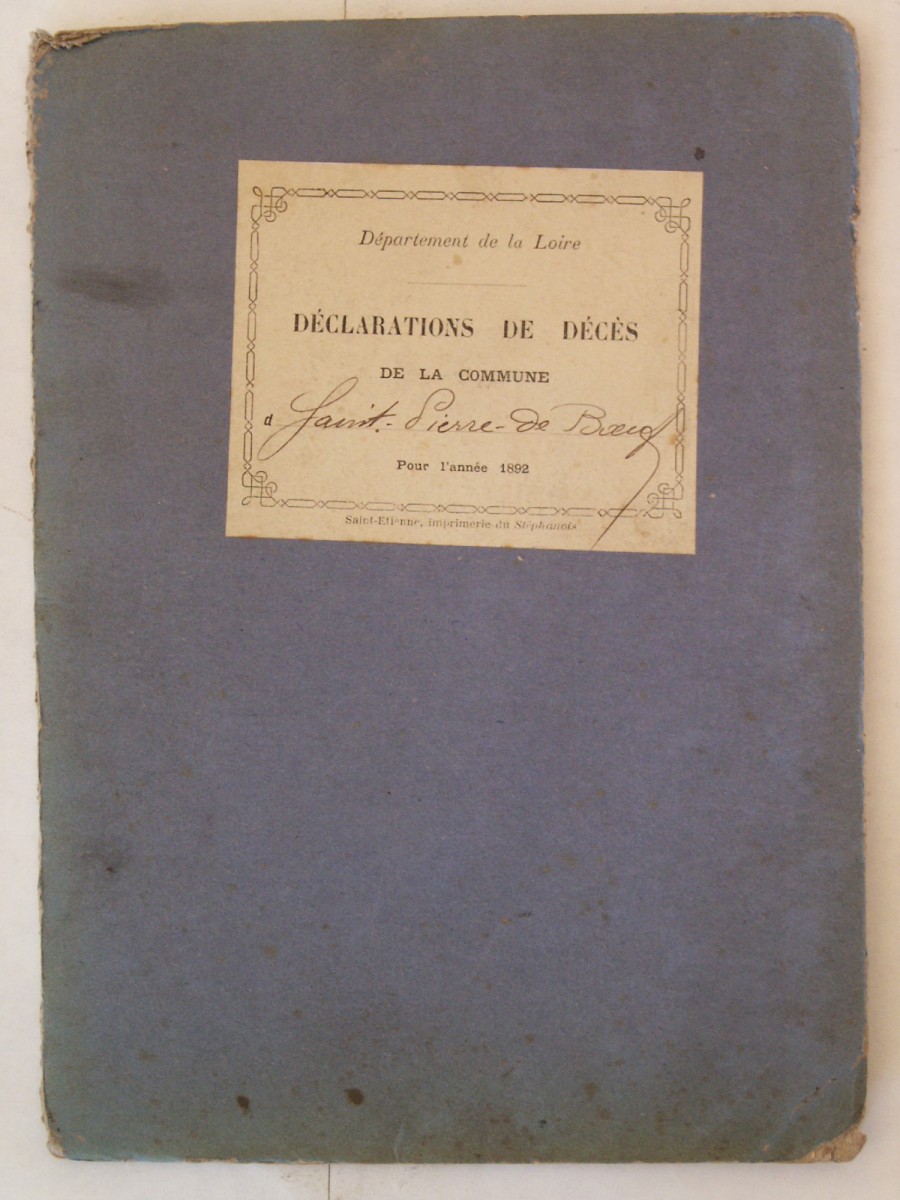 Département de la Loire
DÉCLARATIONS DE DÉCÈS
DE LA COMMUNE
d Saint-Pierre-de Bœuf
Pour l'année 1892
Saint-Etienne, imprimerie du Stéphanois